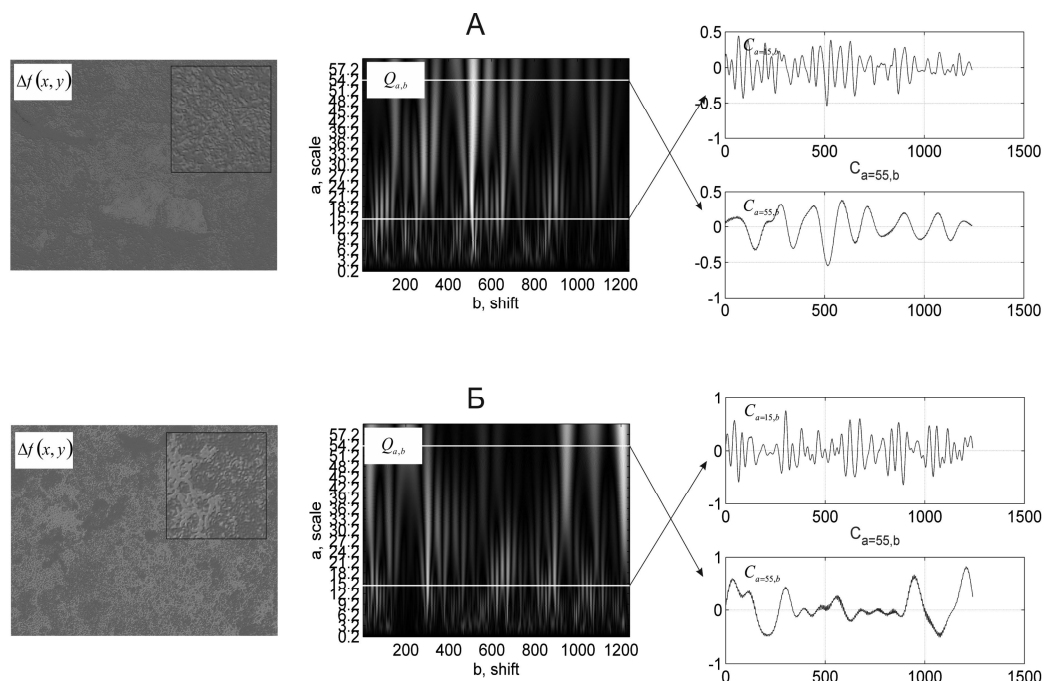 А
Δf(x, y)
Q_{a,b}
57.2
54.2
51.2
48.2
45.2
42.2
39.2
36.2
33.2
30.2
27.2
24.2
21.2
18.2
15.2
12.2
9.2
6.2
3.2
0.2
a, scale
200 400 600 800 1000 1200
b, shift
C_{a=15,b}
0.5
0
-0.5
-1
0 500 1000 1500
C_{a=55,b}
C_{a=55,b}
0.5
0
-0.5
-1
0 500 1000 1500
Б
Δf(x, y)
Q_{a,b}
57.2
54.2
51.2
48.2
45.2
42.2
39.2
36.2
33.2
30.2
27.2
24.2
21.2
18.2
15.2
12.2
9.2
6.2
3.2
0.2
a, scale
200 400 600 800 1000 1200
b, shift
C_{a=15,b}
1
0
-1
0 500 1000 1500
C_{a=55,b}
C_{a=55,b}
1
0
-1
0 500 1000 1500